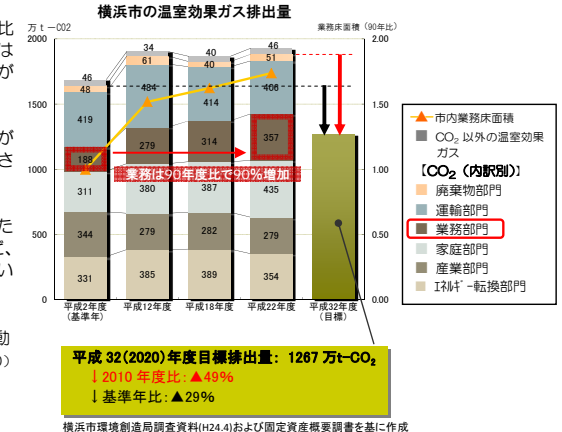 横浜市の温室効果ガス排出量
万t－CO2
業務床面積（90年比）
2000
1500
1000
500
0
2.00
1.50
1.00
0.50
0.00
46
48
419
188
311
344
331
34
61
484
279
380
279
385
40
40
414
314
387
282
389
46
51
406
357
435
279
354
業務は90年度比で90%増加
平成2年度
（基準年）
平成12年度
平成18年度
平成22年度
平成32年度
（目標）
市内業務床面積
CO₂ 以外の温室効果
ガス
【CO₂（内訳別）】
廃棄物部門
運輸部門
業務部門
家庭部門
産業部門
ｴﾈﾙｷﾞｰ転換部門
平成 32(2020)年度目標排出量: 1267 万t-CO₂
↓2010 年度比:▲49%
↓基準年比:▲29%
横浜市環境創造局調査資料(H24.4)および固定資産概要調書を基に作成
比
は
が
が
さ
た
い
動